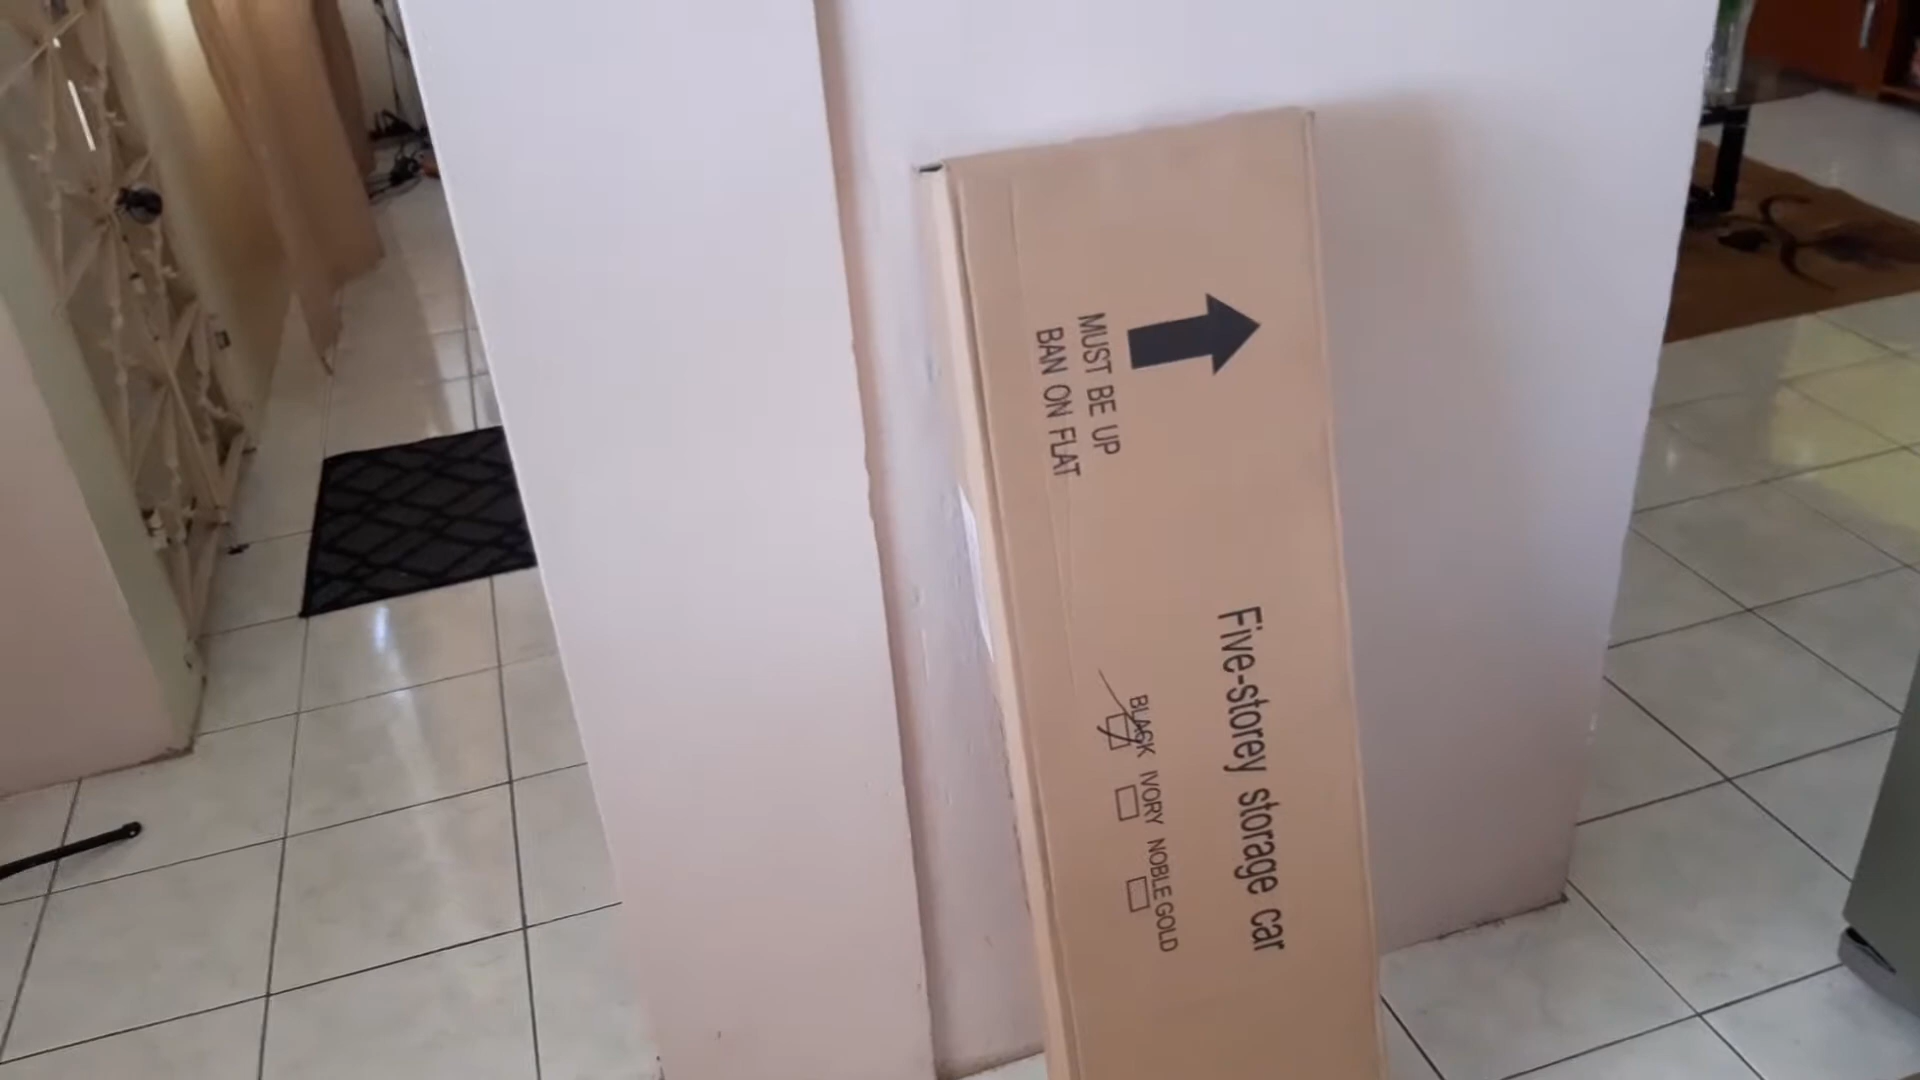 Five-storey storage car
BLACK IVORY NOBLE GOLD
MUST BE UP
BAN ON FLAT